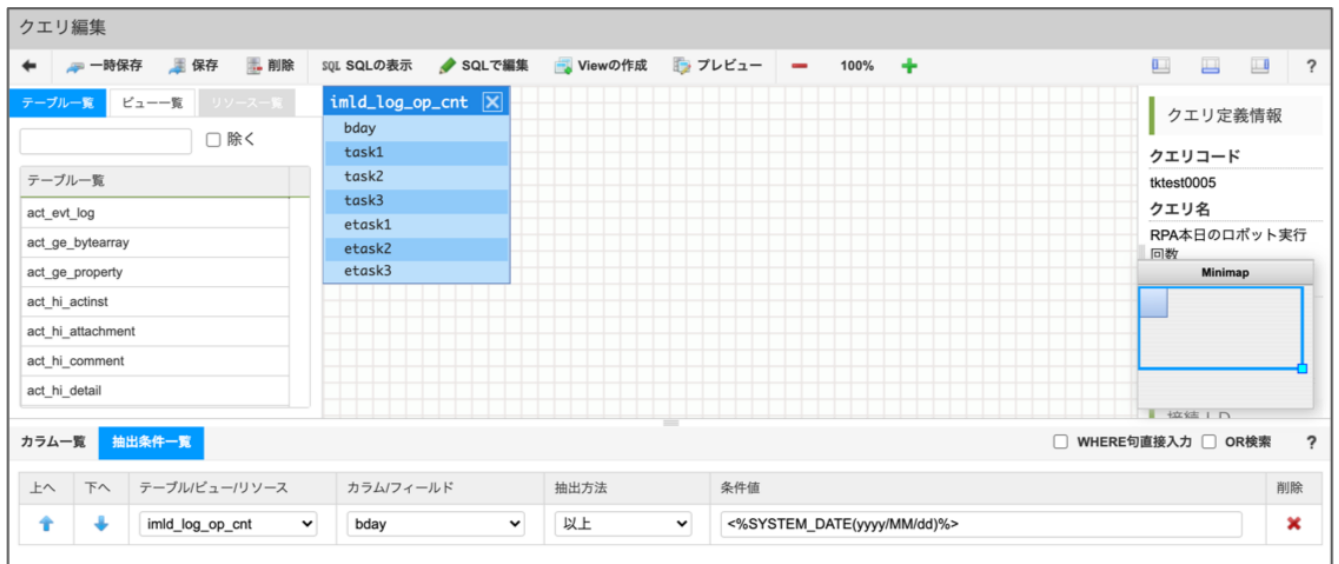 クエリ編集
一時保存 保存 削除 SQL SQLの表示 SQLで編集 Viewの作成 プレビュー 100% ?
テーブル一覧 ビュー一覧 リソース一覧
除く
テーブル一覧
act_evt_log
act_ge_bytearray
act_ge_property
act_hi_actinst
act_hi_attachment
act_hi_comment
act_hi_detail
imld_log_op_cnt
bday
task1
task2
task3
etask1
etask2
etask3
クエリ定義情報
クエリコード
tktest0005
クエリ名
RPA本日のロボット実行
回数
Minimap
カラム一覧 抽出条件一覧 WHERE句直接入力 OR検索 ?
上へ 下へ テーブル/ビュー/リソース カラム/フィールド 抽出方法 条件値 削除
imld_log_op_cnt bday 以上 <%SYSTEM_DATE(yyyy/MM/dd)%>